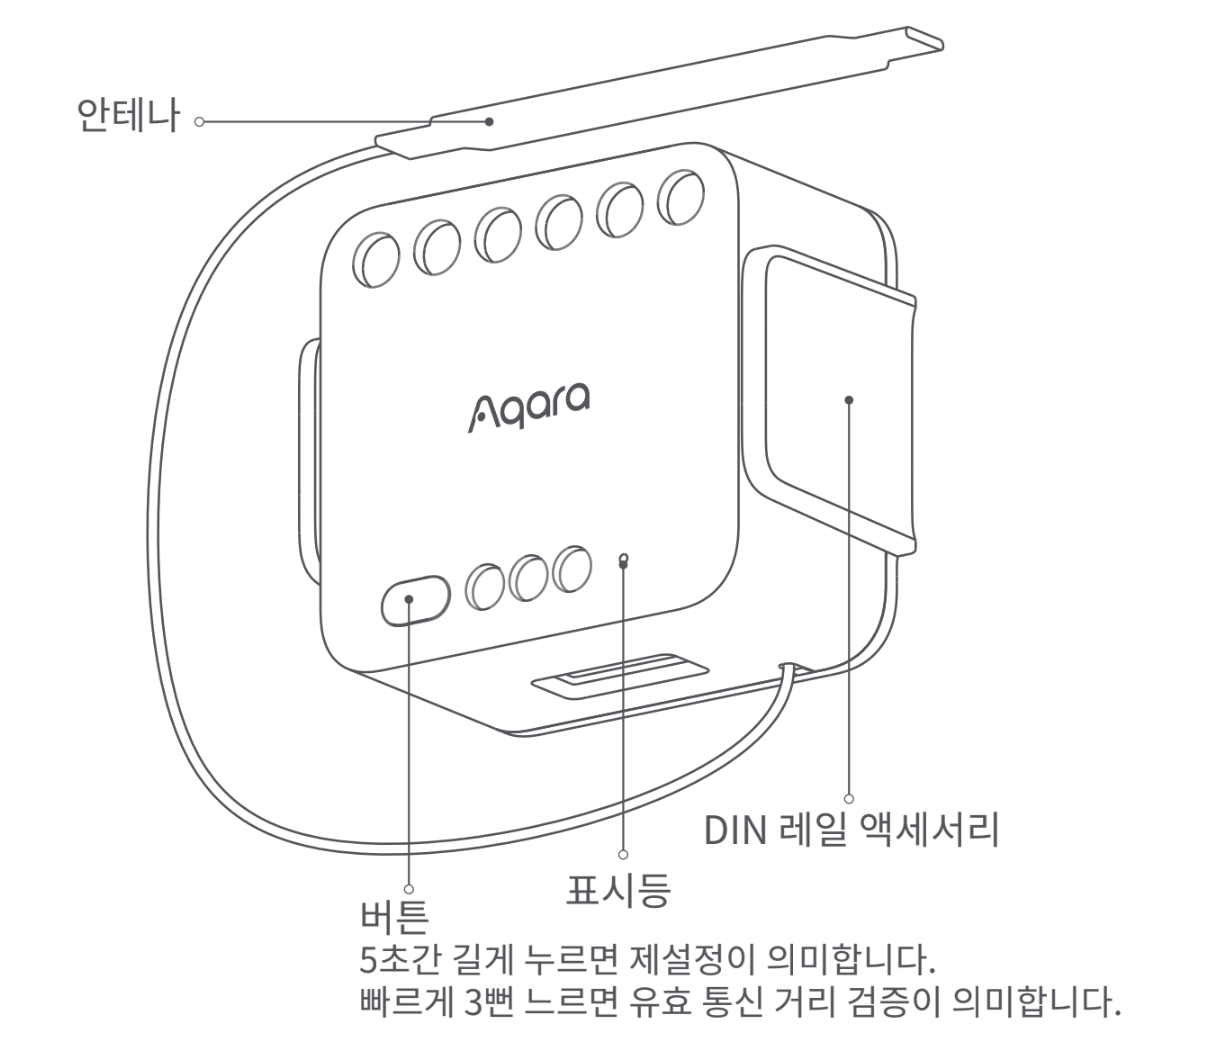 안테나
Aqara
DIN 레일 액세서리
표시등
버튼
5초간 길게 누르면 제설정이 의미합니다.
빠르게 3뻔 느르면 유효 통신 거리 검증이 의미합니다.